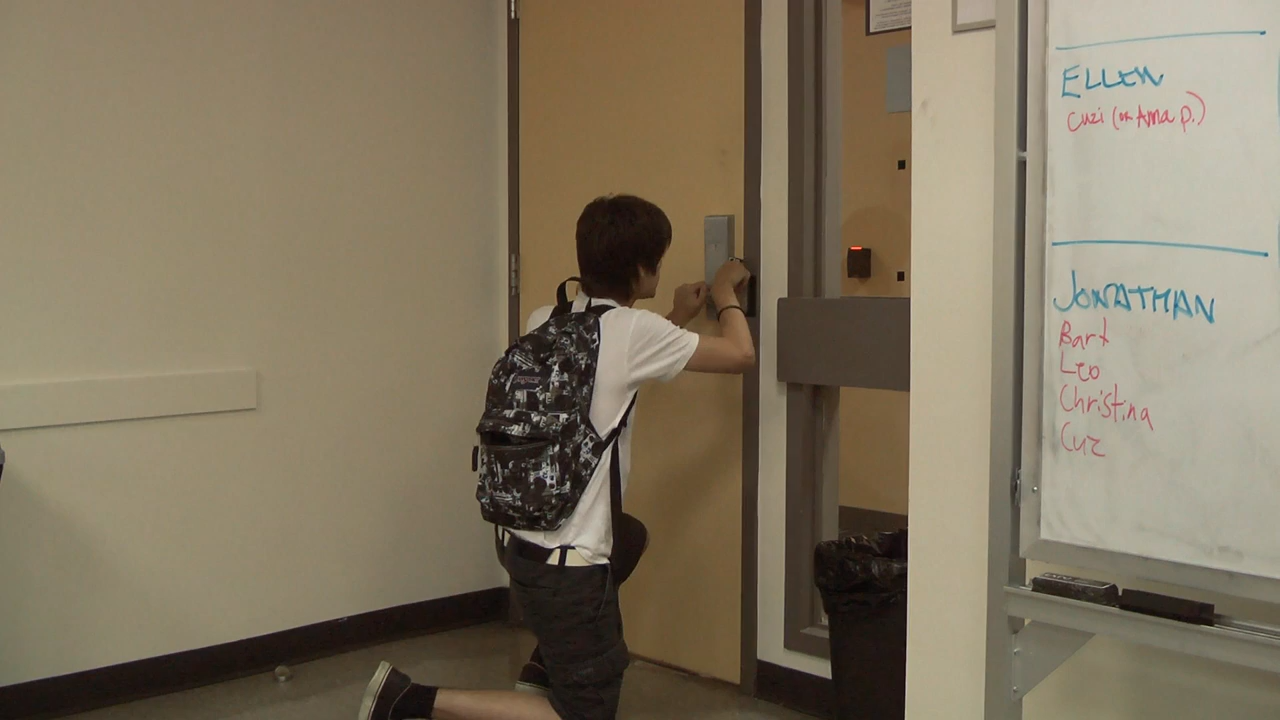 ELLEN
Cuzi (or Ama p.)
JONATHAN
Bart
Leo
Christina
Cuz